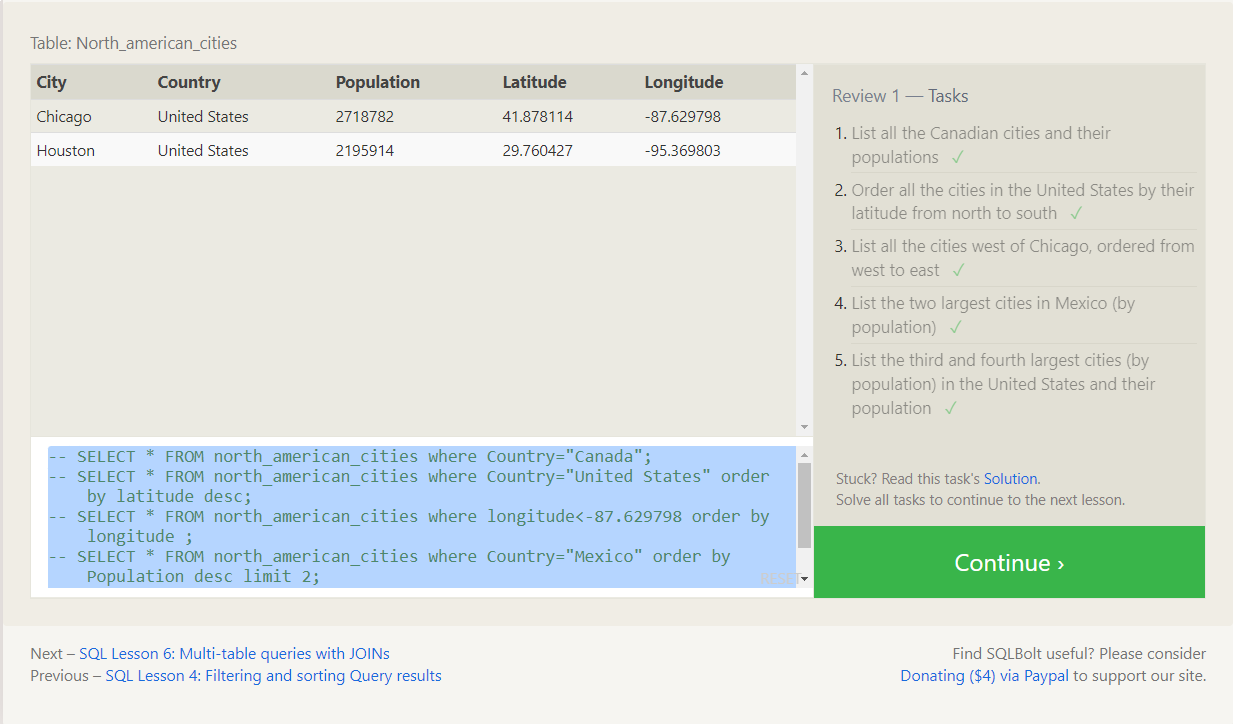 Table: North_american_cities
City Country Population Latitude Longitude
Chicago United States 2718782 41.878114 -87.629798
Houston United States 2195914 29.760427 -95.369803
-- SELECT * FROM north_american_cities where Country="Canada";
-- SELECT * FROM north_american_cities where Country="United States" order
by latitude desc;
-- SELECT * FROM north_american_cities where longitude<-87.629798 order by
longitude ;
-- SELECT * FROM north_american_cities where Country="Mexico" order by
Population desc limit 2;
RESET
Review 1 — Tasks
1. List all the Canadian cities and their
populations ✓
2. Order all the cities in the United States by their
latitude from north to south ✓
3. List all the cities west of Chicago, ordered from
west to east ✓
4. List the two largest cities in Mexico (by
population) ✓
5. List the third and fourth largest cities (by
population) in the United States and their
population ✓
Stuck? Read this task's Solution.
Solve all tasks to continue to the next lesson.
Continue ›
Next – SQL Lesson 6: Multi-table queries with JOINs
Previous – SQL Lesson 4: Filtering and sorting Query results
Find SQLBolt useful? Please consider
Donating ($4) via Paypal to support our site.